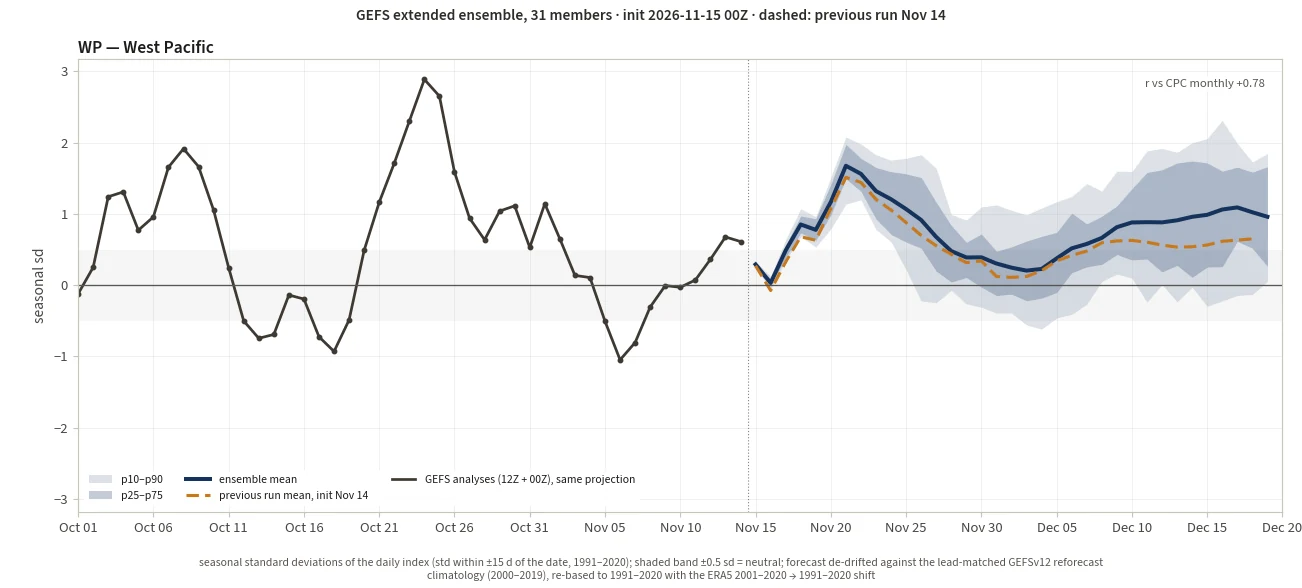 GEFS extended ensemble, 31 members · init 2026-11-15 00Z · dashed: previous run Nov 14
WP — West Pacific
r vs CPC monthly +0.78
seasonal sd
3
2
1
0
−1
−2
−3
p10–p90
p25–p75
ensemble mean
previous run mean, init Nov 14
GEFS analyses (12Z + 00Z), same projection
Oct 01
Oct 06
Oct 11
Oct 16
Oct 21
Oct 26
Oct 31
Nov 05
Nov 10
Nov 15
Nov 20
Nov 25
Nov 30
Dec 05
Dec 10
Dec 15
Dec 20
seasonal standard deviations of the daily index (std within ±15 d of the date, 1991–2020); shaded band ±0.5 sd = neutral; forecast de-drifted against the lead-matched GEFSv12 reforecast
climatology (2000–2019), re-based to 1991–2020 with the ERA5 2001–2020 → 1991–2020 shift